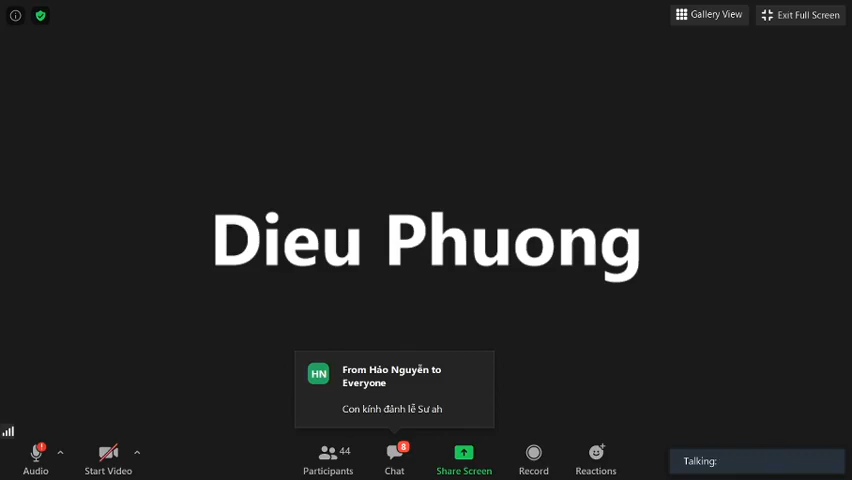 Gallery View
Exit Full Screen
Dieu Phuong
HN
From Hảo Nguyễn to
Everyone
Con kính đảnh lễ Sư ah
44
8
Audio
Start Video
Participants
Chat
Share Screen
Record
Reactions
Talking: